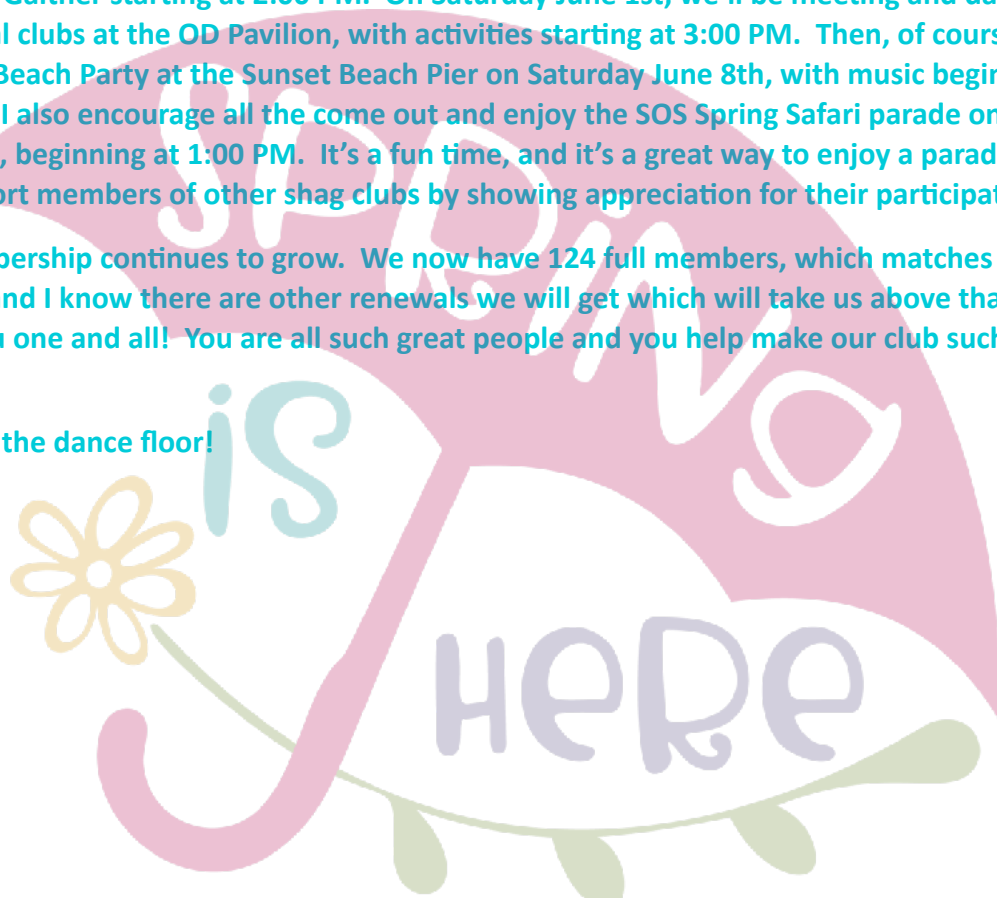 Gaither starting at 2:00 PM. On Saturday June 1st, we'll be meeting and da
l clubs at the OD Pavilion, with activities starting at 3:00 PM. Then, of cours
Beach Party at the Sunset Beach Pier on Saturday June 8th, with music begin
I also encourage all the come out and enjoy the SOS Spring Safari parade on
, beginning at 1:00 PM. It's a fun time, and it's a great way to enjoy a parad
ort members of other shag clubs by showing appreciation for their participat
bership continues to grow. We now have 124 full members, which matches
nd I know there are other renewals we will get which will take us above tha
u one and all! You are all such great people and you help make our club such
the dance floor!
SPRiNG
iS
HeRe